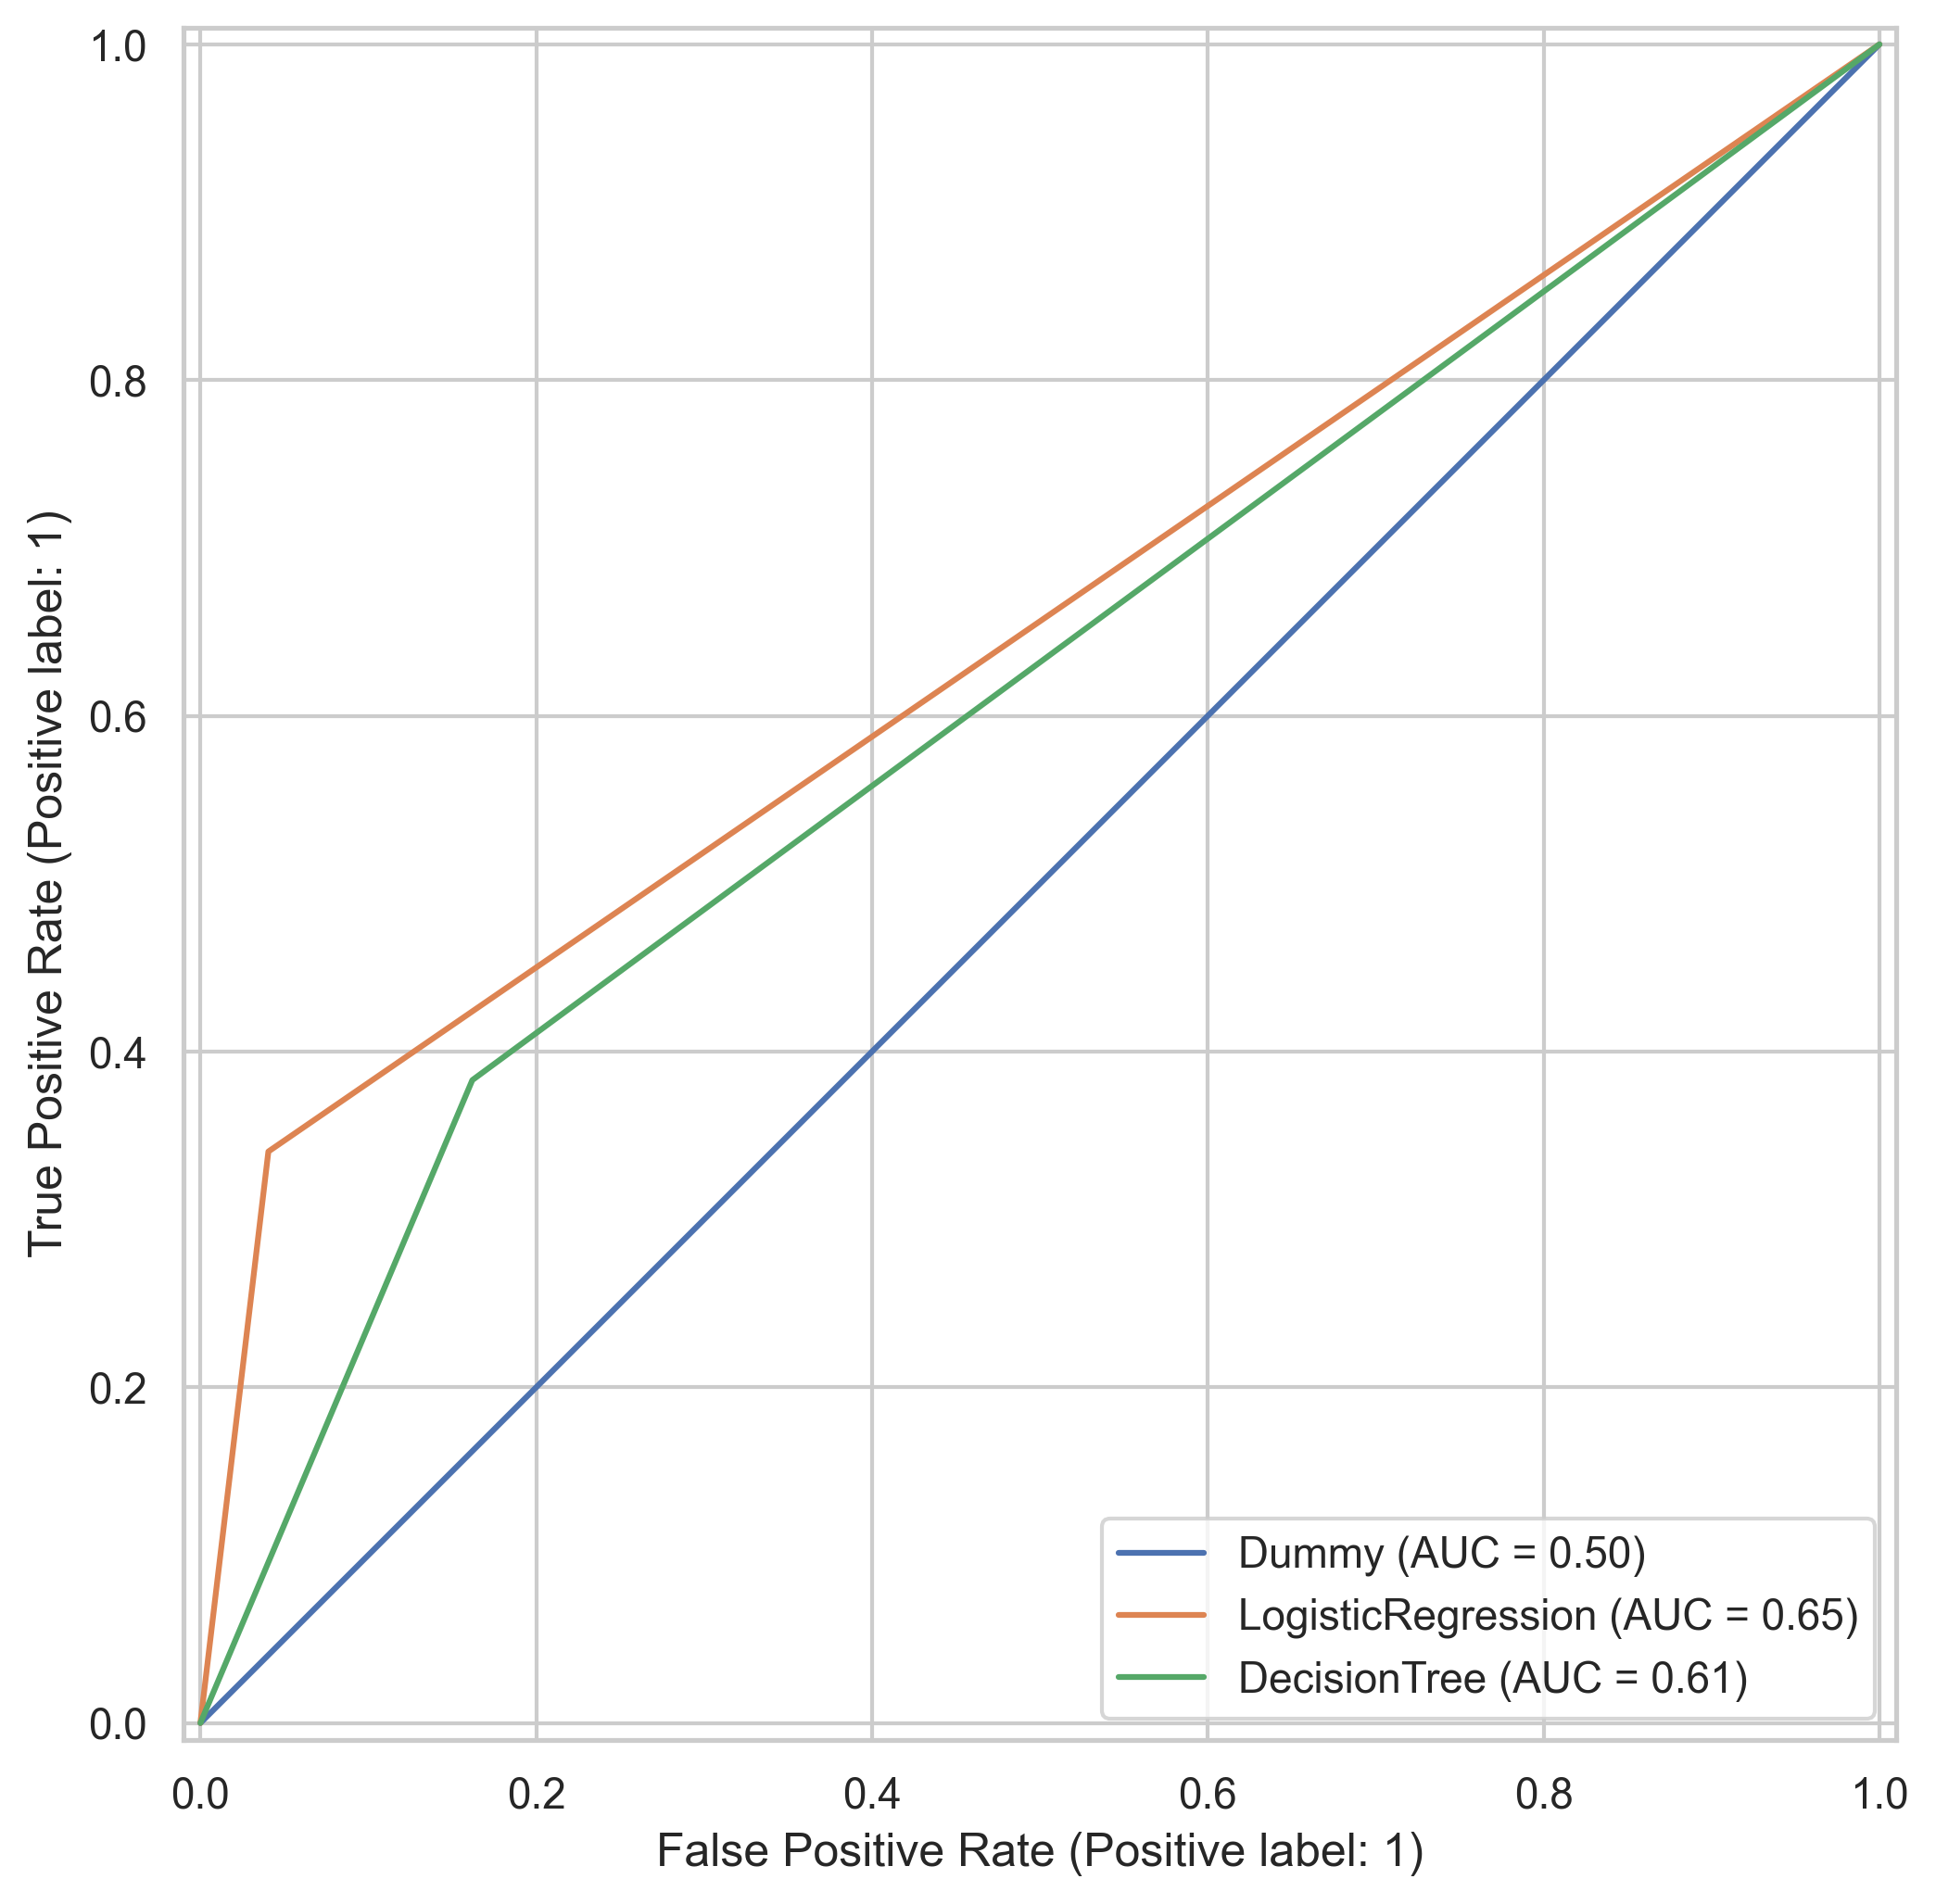 1.0
0.8
0.6
0.4
0.2
0.0
True Positive Rate (Positive label: 1)
Dummy (AUC = 0.50)
LogisticRegression (AUC = 0.65)
DecisionTree (AUC = 0.61)
0.0 0.2 0.4 0.6 0.8 1.0
False Positive Rate (Positive label: 1)